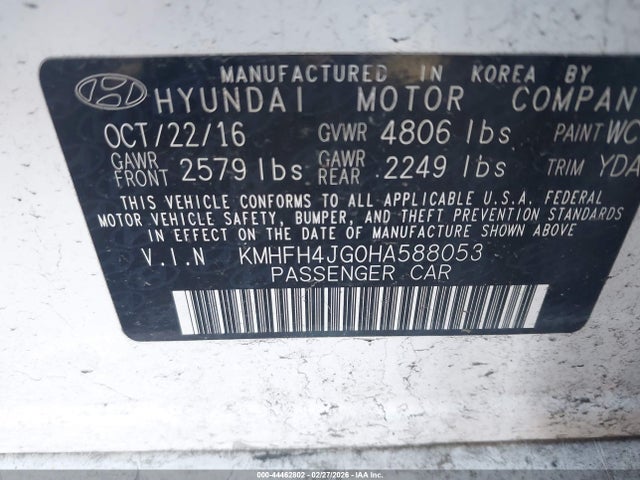 MANUFACTURED IN KOREA BY
HYUNDAI MOTOR COMPAN
OCT/22/16 GVWR 4806 lbs PAINT WC
GAWR FRONT 2579 lbs GAWR REAR 2249 lbs TRIM YDA
THIS VEHICLE CONFORMS TO ALL APPLICABLE U.S.A. FEDERAL
MOTOR VEHICLE SAFETY, BUMPER, AND THEFT PREVENTION STANDARDS
IN EFFECT ON THE DATE OF MANUFACTURE SHOWN ABOVE.
V.I.N KMHFH4JG0HA588053
PASSENGER CAR
000-44462802 - 02/27/2026 - IAA Inc. Copyright